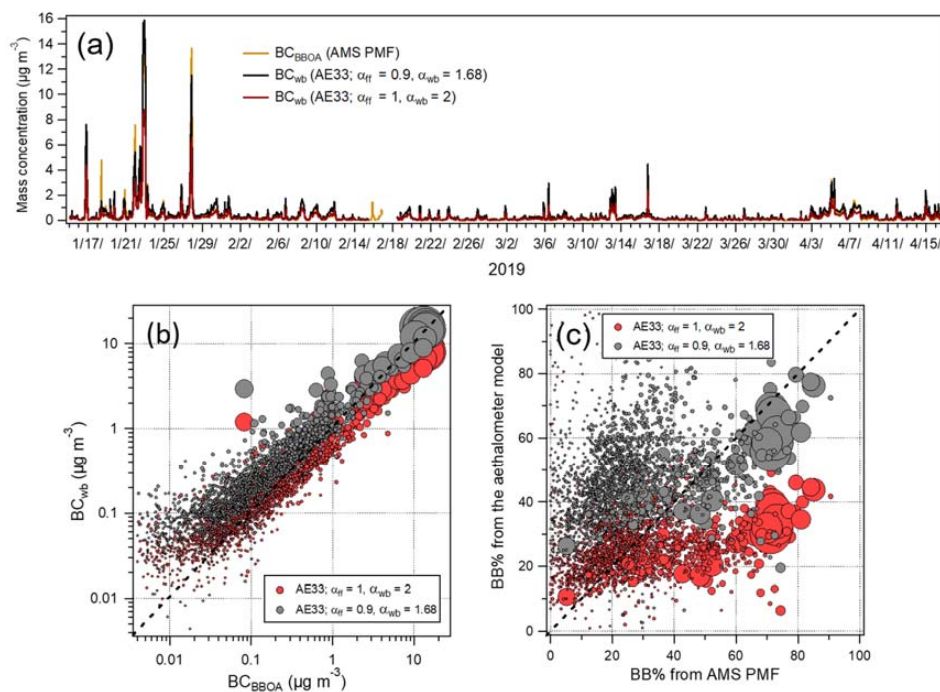 (a)
Mass concentration (µg m⁻³)
16
14
12
10
8
6
4
2
0
BC_BBOA (AMS PMF)
BC_wb (AE33; α_ff = 0.9, α_wb = 1.68)
BC_wb (AE33; α_ff = 1, α_wb = 2)
1/17/ 1/21/ 1/25/ 1/29/ 2/2/ 2/6/ 2/10/ 2/14/ 2/18/ 2/22/ 2/26/ 3/2/ 3/6/ 3/10/ 3/14/ 3/18/ 3/22/ 3/26/ 3/30/ 4/3/ 4/7/ 4/11/ 4/15/
2019
(b)
BC_wb (µg m⁻³)
10
1
0.1
0.01
AE33; α_ff = 1, α_wb = 2
AE33; α_ff = 0.9, α_wb = 1.68
0.01 0.1 1 10
BC_BBOA (µg m⁻³)
(c)
BB% from the aethalometer model
100
80
60
40
20
0
AE33; α_ff = 1, α_wb = 2
AE33; α_ff = 0.9, α_wb = 1.68
0 20 40 60 80 100
BB% from AMS PMF